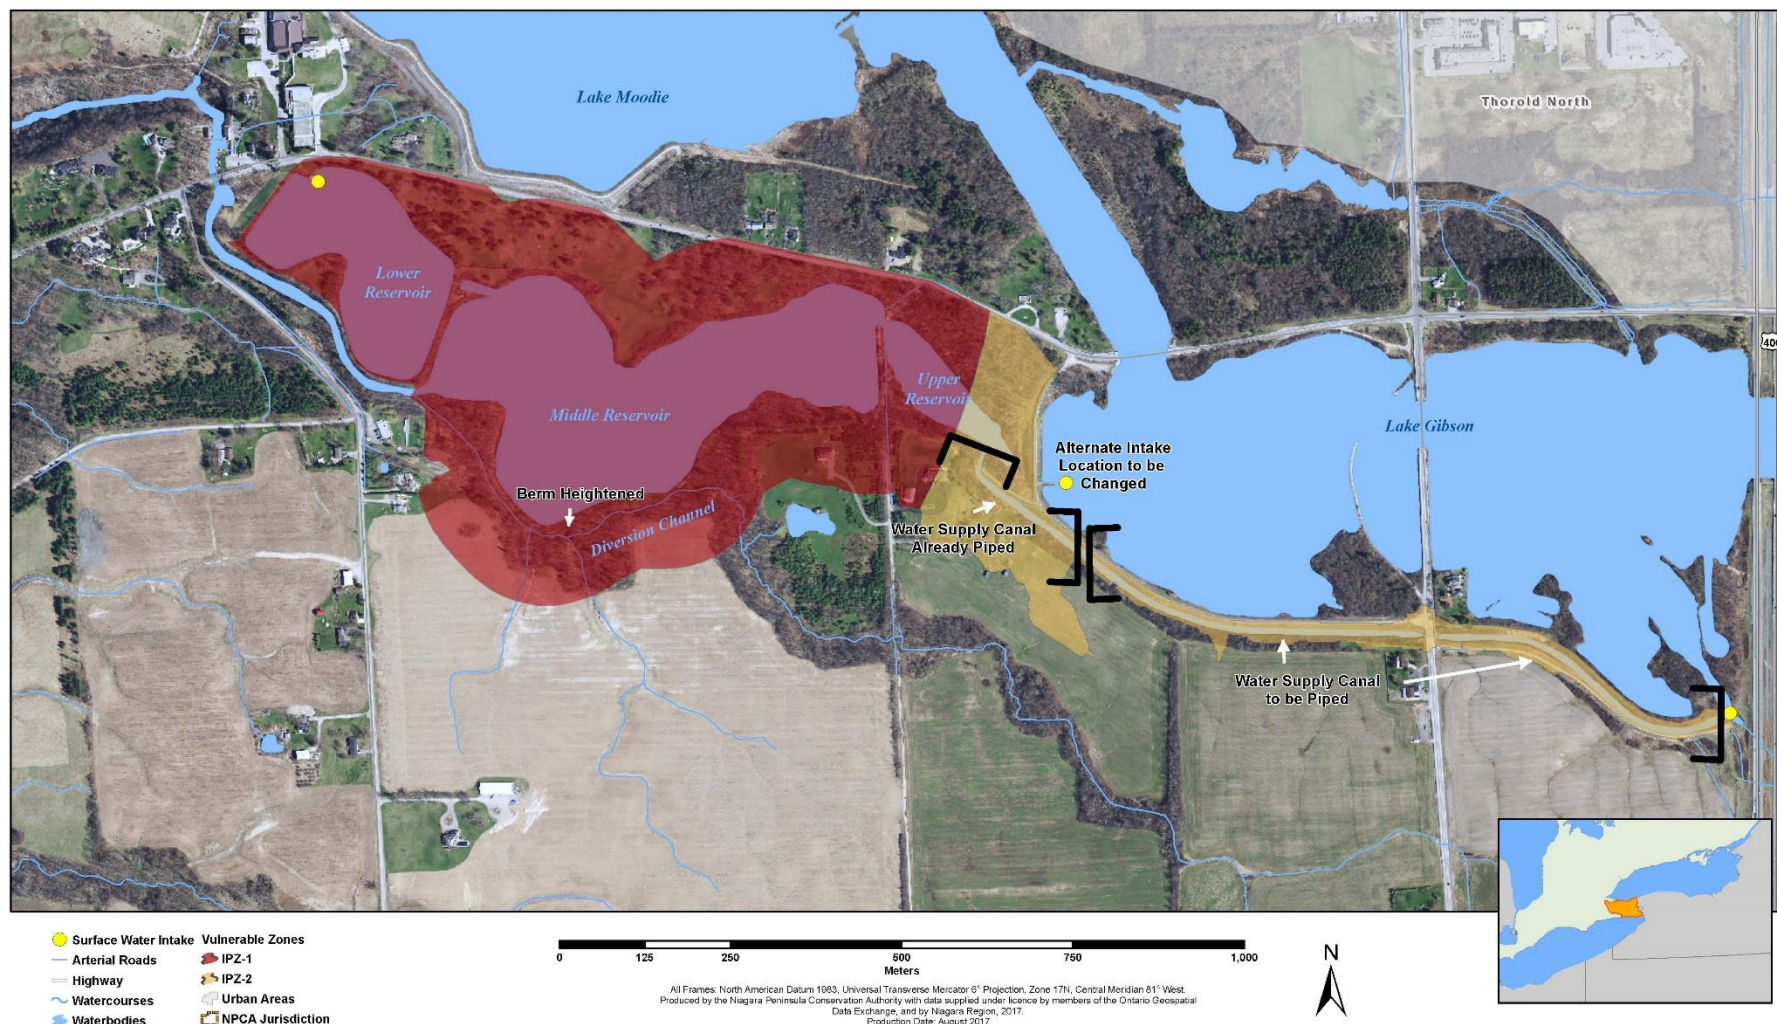 Lake Moodie
Thorold North
Lower
Reservoir
Middle Reservoir
Upper
Reservoir
Lake Gibson
Alternate Intake
Location to be
Changed
Berm Heightened
Diversion Channel
Water Supply Canal
Already Piped
Water Supply Canal
to be Piped
Surface Water Intake
Arterial Roads
Highway
Watercourses
Waterbodies
Vulnerable Zones
IPZ-1
IPZ-2
Urban Areas
NPCA Jurisdiction
0 125 250 500 750 1,000
Meters
All Frames: North American Datum 1983, Universal Transverse Mercator 6° Projection, Zone 17N, Central Meridian 81° West.
Produced by the Niagara Peninsula Conservation Authority with data supplied under licence by members of the Ontario Geospatial
Data Exchange, and by Niagara Region, 2017.
Production Date: August 2017
N